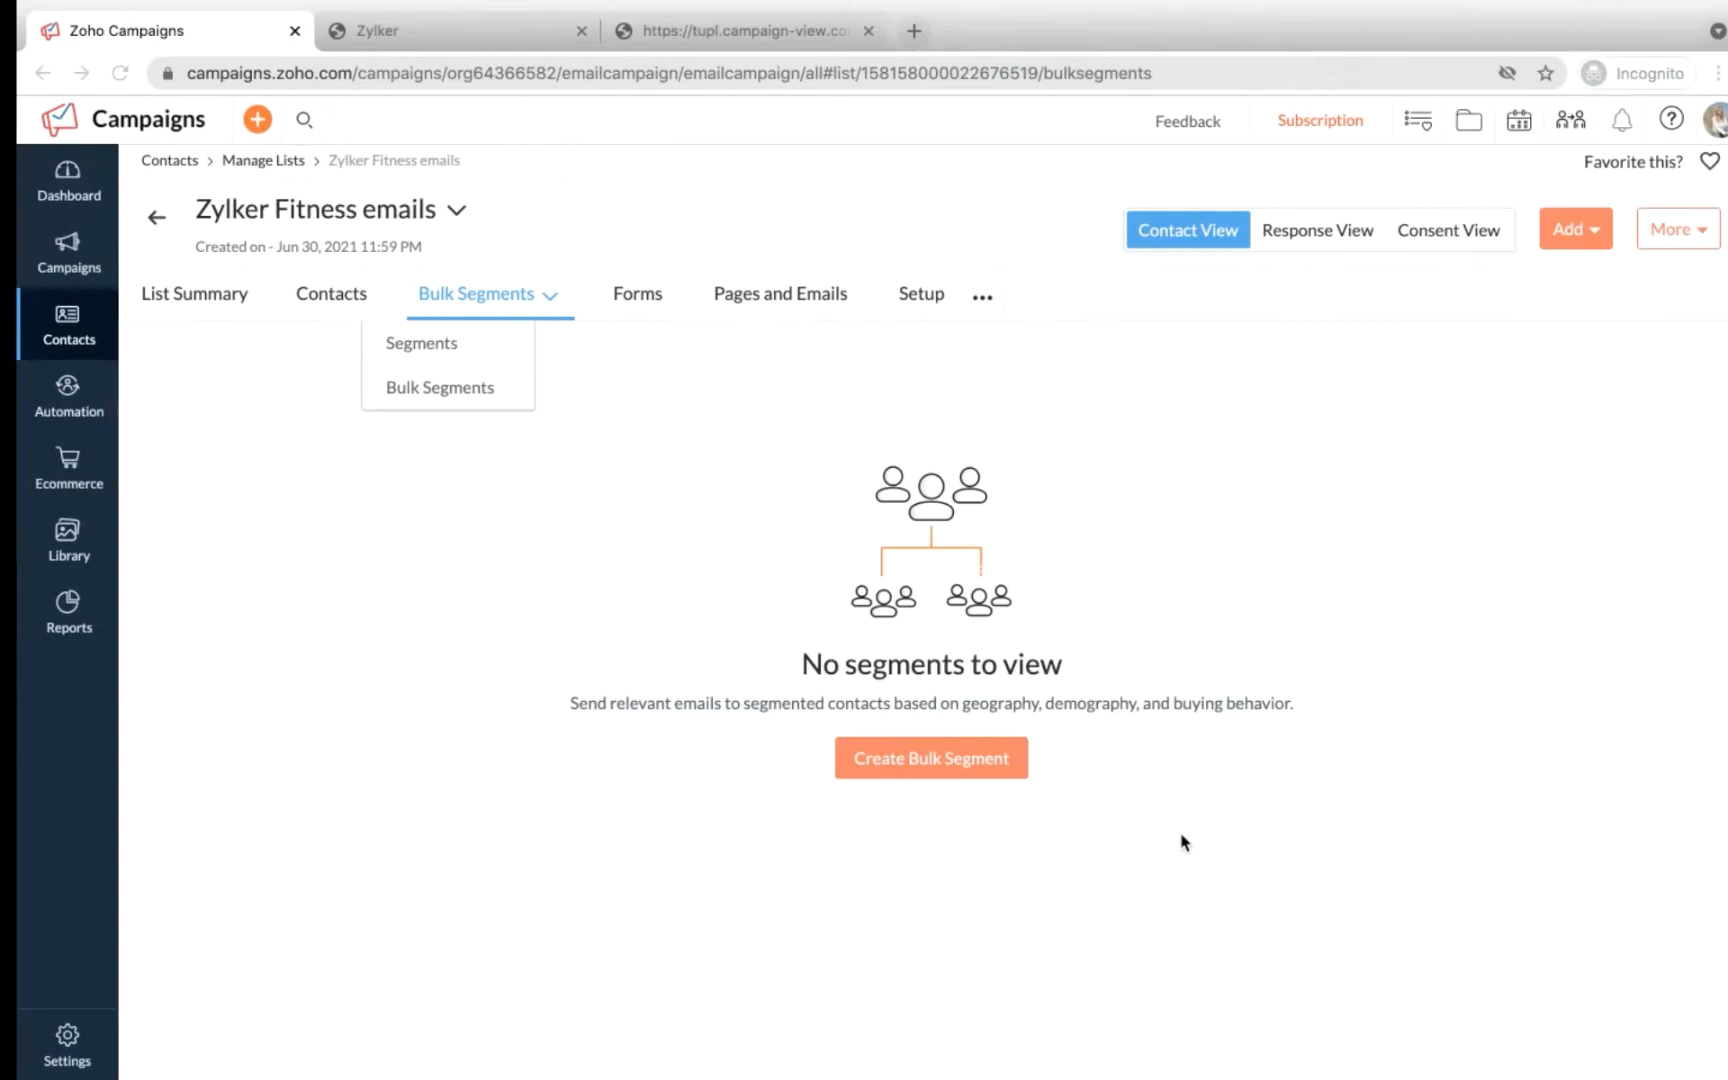 Zoho Campaigns
Zylker
https://tupl.campaign-view.co
campaigns.zoho.com/campaigns/org64366582/emailcampaign/emailcampaign/all#list/158158000022676519/bulksegments
Incognito
Campaigns
Feedback
Subscription
Dashboard
Campaigns
Contacts
Automation
Ecommerce
Library
Reports
Settings
Contacts > Manage Lists > Zylker Fitness emails
Favorite this?
Zylker Fitness emails
Created on - Jun 30, 2021 11:59 PM
Contact View
Response View
Consent View
Add
More
List Summary
Contacts
Bulk Segments
Forms
Pages and Emails
Setup
Segments
Bulk Segments
No segments to view
Send relevant emails to segmented contacts based on geography, demography, and buying behavior.
Create Bulk Segment